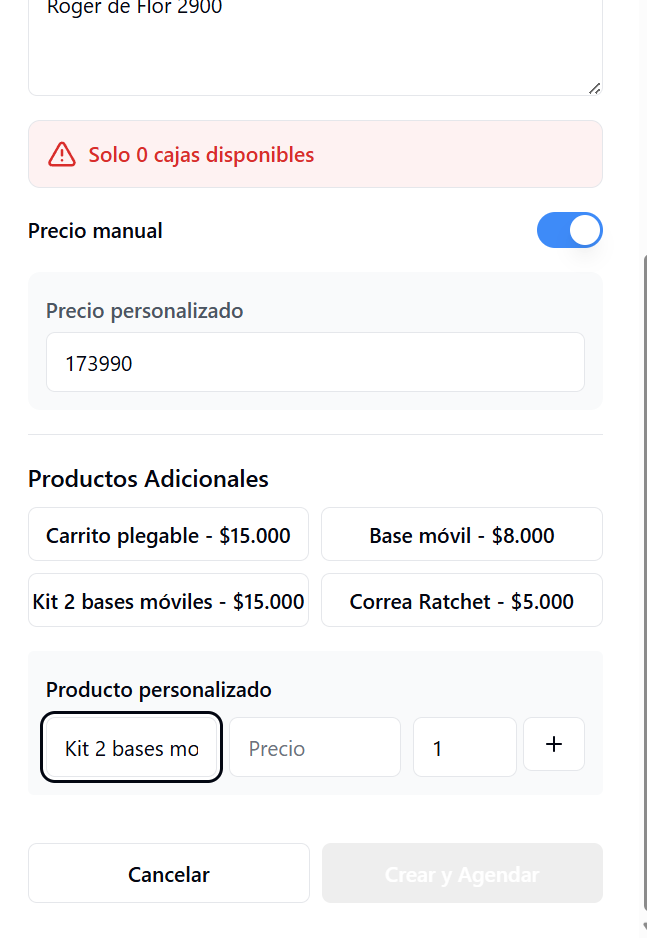 Roger de Flor 2900
Solo 0 cajas disponibles
Precio manual
Precio personalizado
173990
Productos Adicionales
Carrito plegable - $15.000
Base móvil - $8.000
Kit 2 bases móviles - $15.000
Correa Ratchet - $5.000
Producto personalizado
Kit 2 bases mo
Precio
1
+
Cancelar
Crear y Agendar